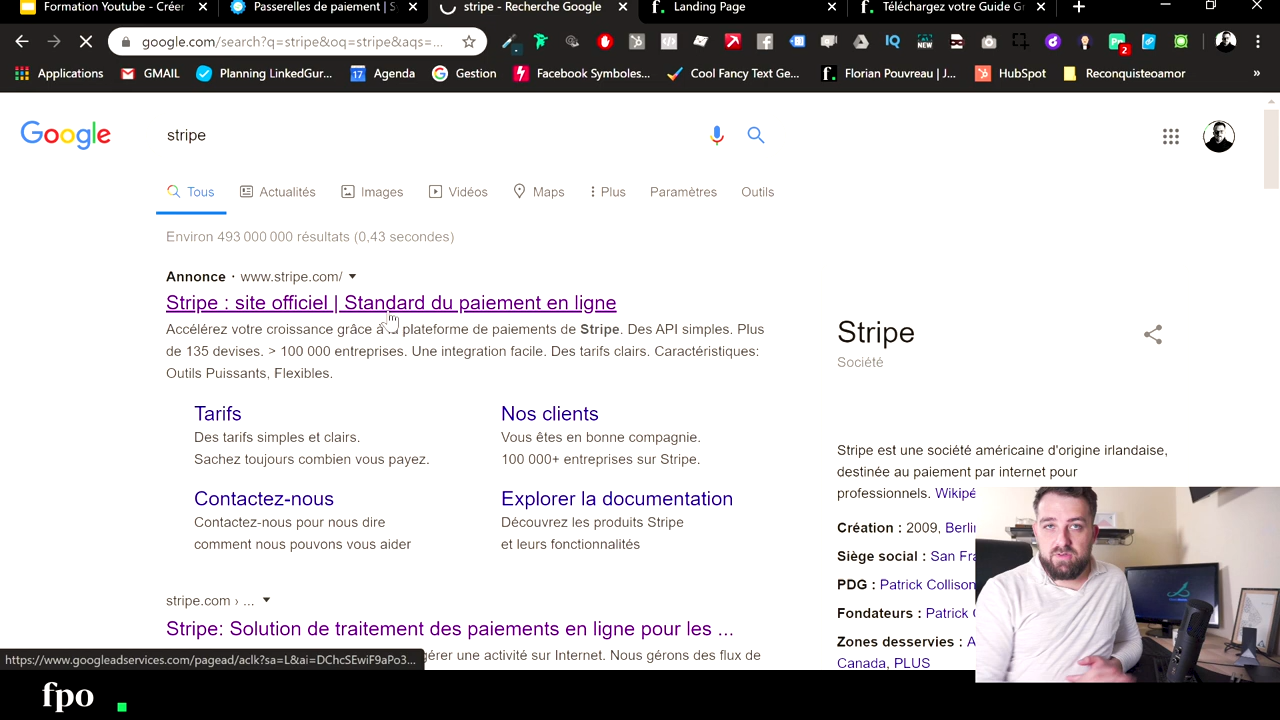 Formation Youtube - Créer
Passerelles de paiement | S
stripe - Recherche Google
f. Landing Page
f. Téléchargez votre Guide Gr
google.com/search?q=stripe&oq=stripe&aqs=...
IQ
NEW
2
Applications
GMAIL
Planning LinkedGur...
17 Agenda
Gestion
Facebook Symboles...
Cool Fancy Text Ge...
f. Florian Pouvreau | J...
HubSpot
Reconquisteoamor
»
Google
stripe
Tous
Actualités
Images
Vidéos
Maps
Plus
Paramètres
Outils
Environ 493 000 000 résultats (0,43 secondes)
Annonce · www.stripe.com/
Stripe : site officiel | Standard du paiement en ligne
Accélérez votre croissance grâce à la plateforme de paiements de Stripe. Des API simples. Plus
de 135 devises. > 100 000 entreprises. Une integration facile. Des tarifs clairs. Caractéristiques:
Outils Puissants, Flexibles.
Tarifs
Des tarifs simples et clairs.
Sachez toujours combien vous payez.
Nos clients
Vous êtes en bonne compagnie.
100 000+ entreprises sur Stripe.
Contactez-nous
Contactez-nous pour nous dire
comment nous pouvons vous aider
Explorer la documentation
Découvrez les produits Stripe
et leurs fonctionnalités
stripe.com › ...
Stripe: Solution de traitement des paiements en ligne pour les ...
gérer une activité sur Internet. Nous gérons des flux de
https://www.googleadservices.com/pagead/aclk?sa=L&ai=DChcSEwiF9aPo3...
Stripe
Société
Stripe est une société américaine d'origine irlandaise,
destinée au paiement par internet pour
professionnels. Wikipé
Création : 2009, Berlin
Siège social : San Fra
PDG : Patrick Collison
Fondateurs : Patrick C
Zones desservies : A
Canada, PLUS
fpo